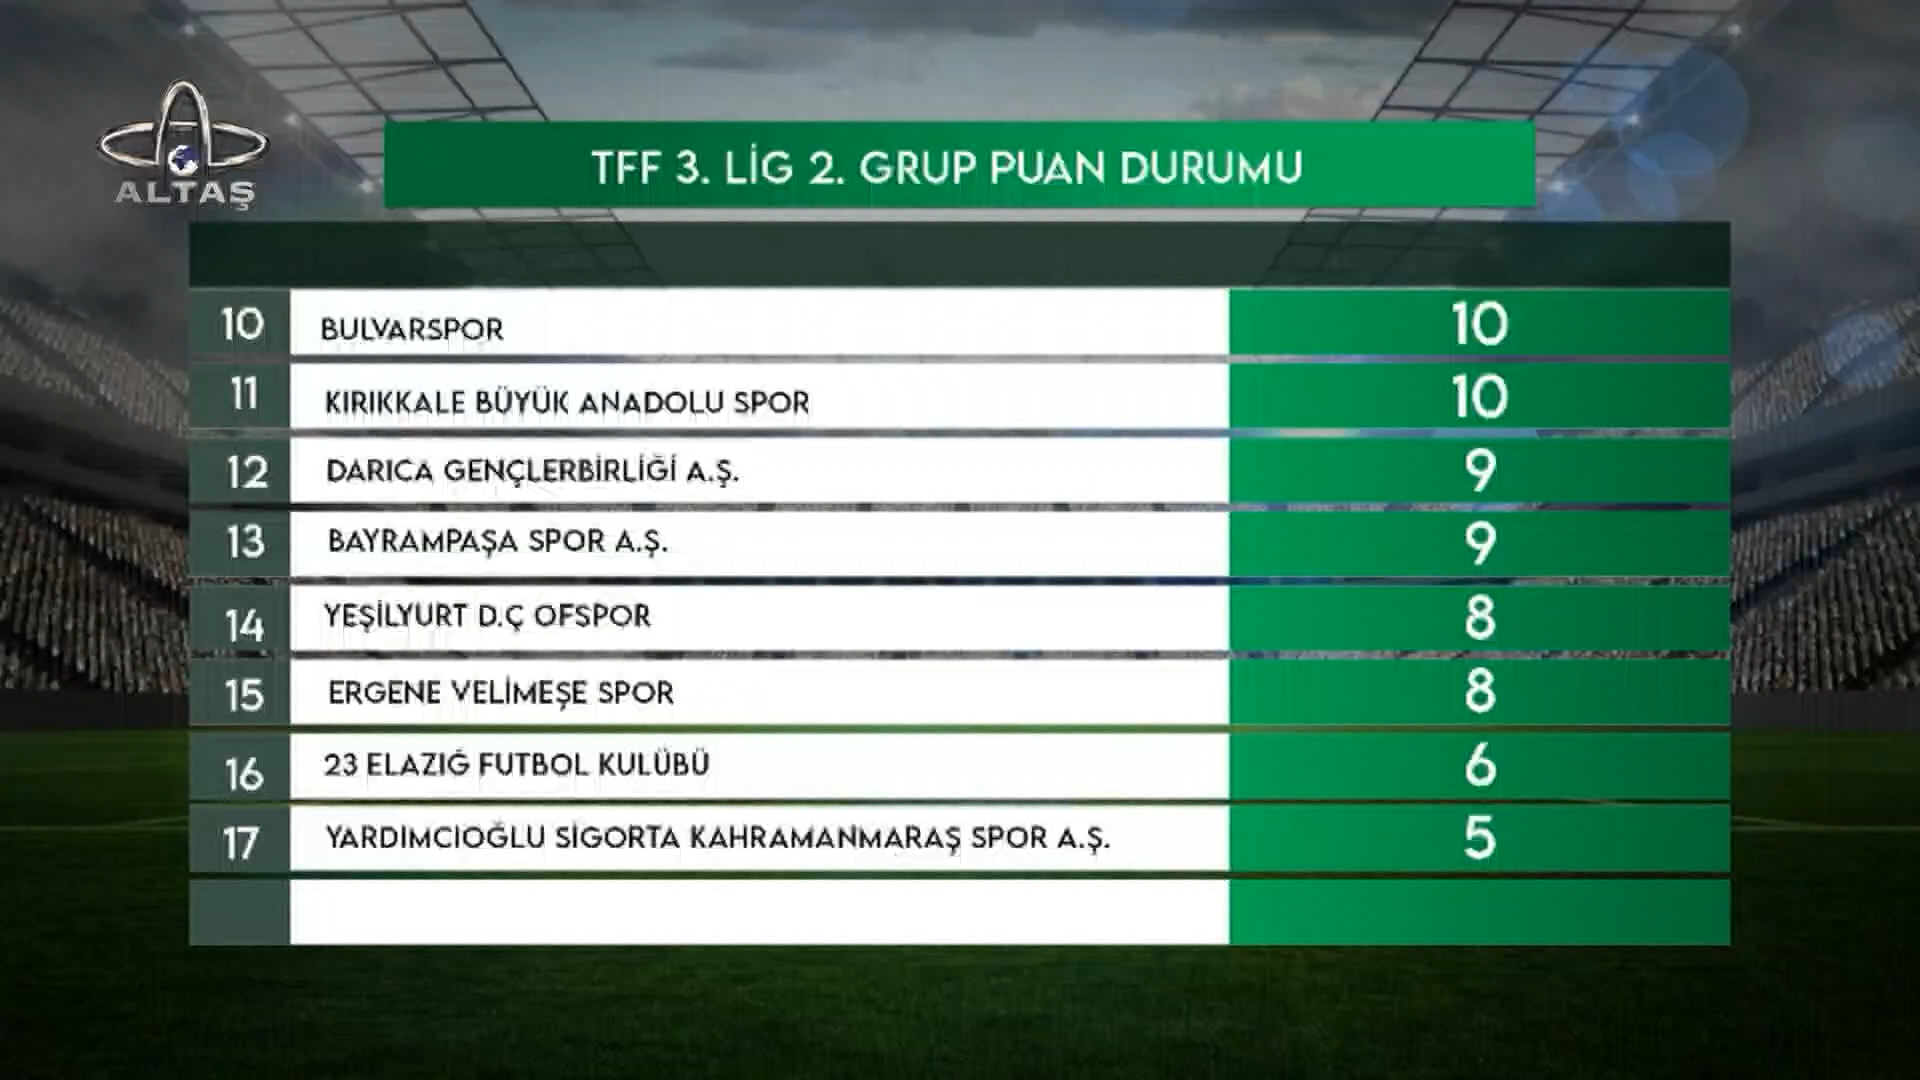 ALTAŞ
TFF 3. LİG 2. GRUP PUAN DURUMU
10 BULVARSPOR 10
11 KIRIKKALE BÜYÜK ANADOLU SPOR 10
12 DARICA GENÇLERBİRLİĞİ A.Ş. 9
13 BAYRAMPAŞA SPOR A.Ş. 9
14 YEŞİLYURT D.Ç OFSPOR 8
15 ERGENE VELİMEŞE SPOR 8
16 23 ELAZIĞ FUTBOL KULÜBÜ 6
17 YARDIMCIOĞLU SİGORTA KAHRAMANMARAŞ SPOR A.Ş. 5